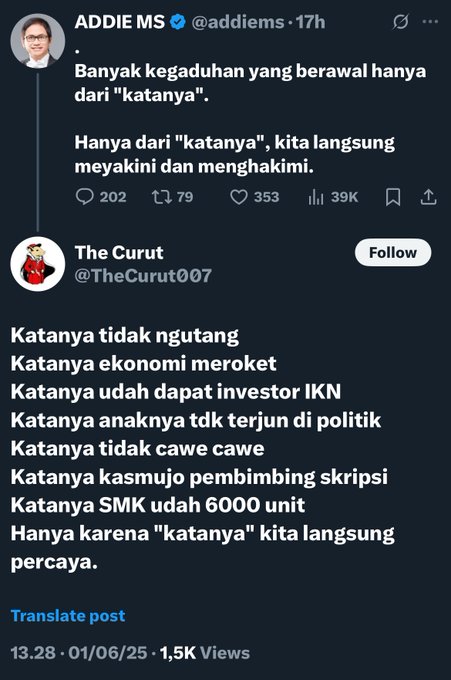 ADDIE MS @addiems · 17h
.
Banyak kegaduhan yang berawal hanya
dari "katanya".
Hanya dari "katanya", kita langsung
meyakini dan menghakimi.
202 79 353 39K
The Curut
@TheCurut007
Follow
Katanya tidak ngutang
Katanya ekonomi meroket
Katanya udah dapat investor IKN
Katanya anaknya tdk terjun di politik
Katanya tidak cawe cawe
Katanya kasmujo pembimbing skripsi
Katanya SMK udah 6000 unit
Hanya karena "katanya" kita langsung
percaya.
Translate post
13.28 · 01/06/25 · 1,5K Views